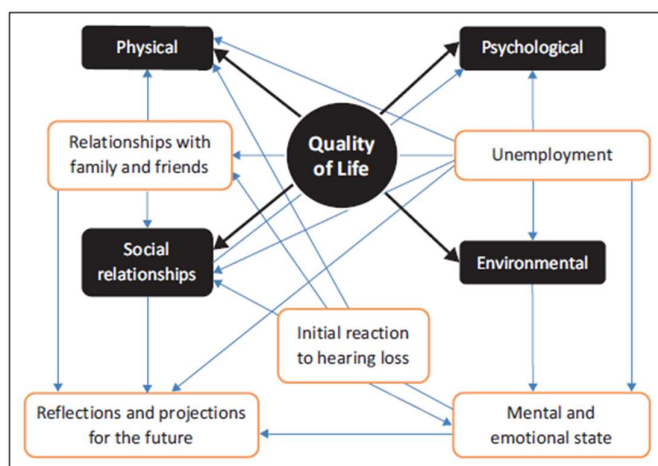 Physical
Psychological
Quality
of Life
Relationships with
family and friends
Unemployment
Social
relationships
Environmental
Initial reaction
to hearing loss
Reflections and projections
for the future
Mental and
emotional state